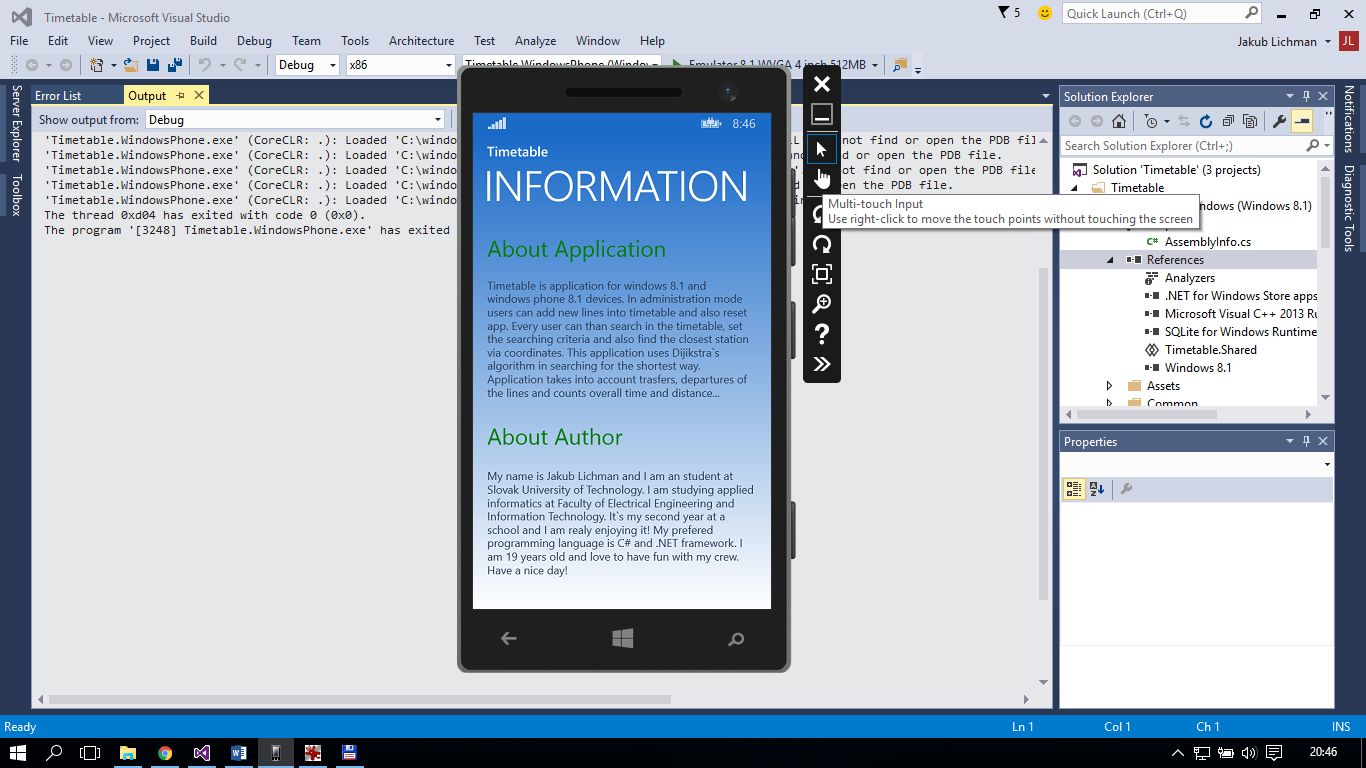 Timetable - Microsoft Visual Studio
5
Quick Launch (Ctrl+Q)
File Edit View Project Build Debug Team Tools Architecture Test Analyze Window Help
Jakub Lichman JL
Debug x86 Timetable.WindowsPhone (Window Emulator 8.1 WVGA 4 inch 512MB
Server Explorer
Toolbox
Error List Output
Show output from: Debug
'Timetable.WindowsPhone.exe' (CoreCLR: .): Loaded 'C:\windo
not find or open the PDB fil
'Timetable.WindowsPhone.exe' (CoreCLR: .): Loaded 'C:\windo
d or open the PDB file.
'Timetable.WindowsPhone.exe' (CoreCLR: .): Loaded 'C:\windo
not find or open the PDB file
'Timetable.WindowsPhone.exe' (CoreCLR: .): Loaded 'C:\windo
open the PDB file.
'Timetable.WindowsPhone.exe' (CoreCLR: .): Loaded 'C:\windo
The thread 0xd04 has exited with code 0 (0x0).
The program '[3248] Timetable.WindowsPhone.exe' has exited
8:46
Timetable
INFORMATION
About Application
Timetable is application for windows 8.1 and
windows phone 8.1 devices. In administration mode
users can add new lines into timetable and also reset
app. Every user can than search in the timetable, set
the searching criteria and also find the closest station
via coordinates. This application uses Dijikstra`s
algorithm in searching for the shortest way.
Application takes into account trasfers, departures of
the lines and counts overall time and distance...
About Author
My name is Jakub Lichman and I am an student at
Slovak University of Technology. I am studying applied
informatics at Faculty of Electrical Engineering and
Information Technology. It`s my second year at a
school and I am realy enjoying it! My prefered
programming language is C# and .NET framework. I
am 19 years old and love to have fun with my crew.
Have a nice day!
Multi-touch Input
Use right-click to move the touch points without touching the screen
Solution Explorer
Search Solution Explorer (Ctrl+;)
Solution 'Timetable' (3 projects)
Timetable
indows (Windows 8.1)
C# AssemblyInfo.cs
References
Analyzers
.NET for Windows Store apps
Microsoft Visual C++ 2013 Ru
SQLite for Windows Runtime
Timetable.Shared
Windows 8.1
Assets
Common
Properties
Notifications
Diagnostic Tools
Ready Ln 1 Col 1 Ch 1 INS
20:46